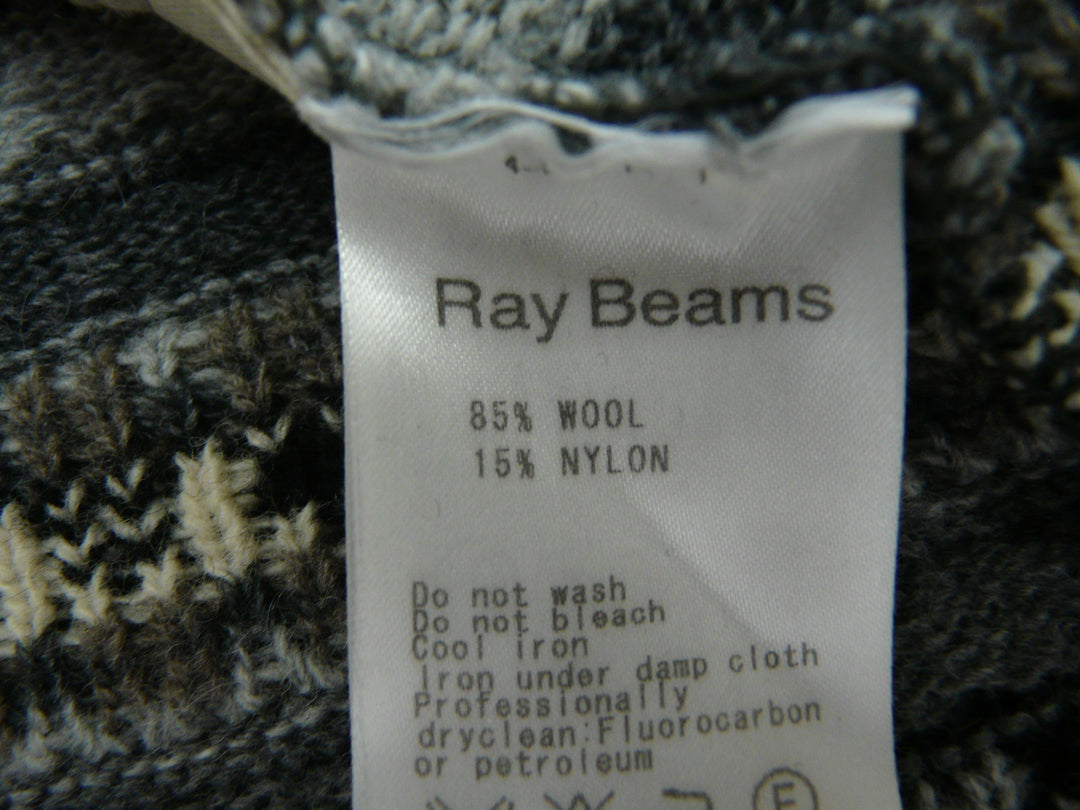 Ray Beams
85% WOOL
15% NYLON
Do not wash
Do not bleach
Cool iron
Iron under damp cloth
Professionally
dryclean:Fluorocarbon
or petroleum
F